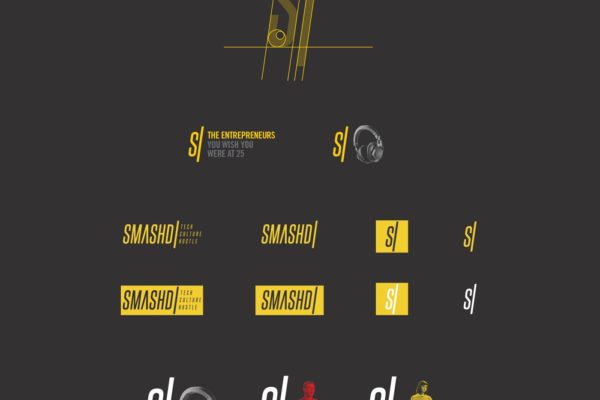 S/
S/ THE ENTREPRENEURS
YOU WISH YOU
WERE AT 25
S/
SMASHD/ TECH
CULTURE
HUSTLE
SMASHD/
S/
S/
SMASHD/ TECH
CULTURE
HUSTLE
SMASHD/
S/
S/
S/
S/
S/